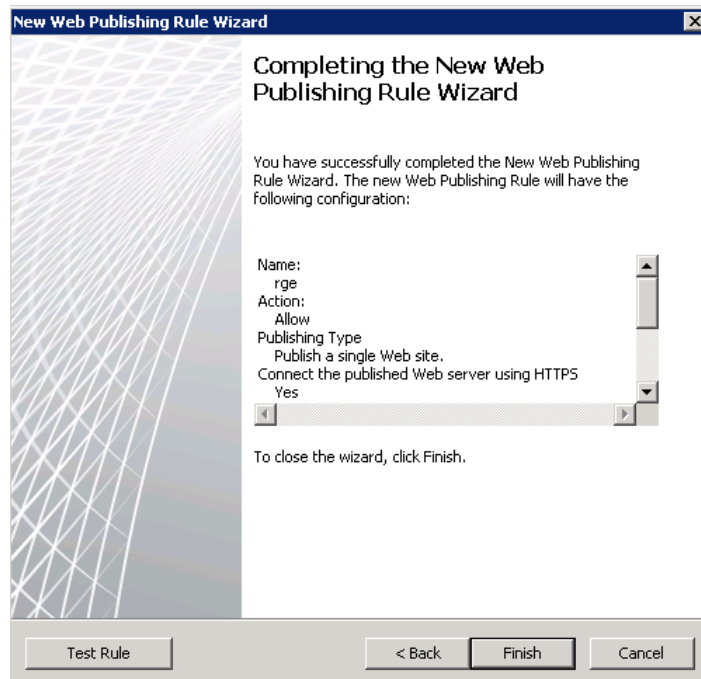 New Web Publishing Rule Wizard
Completing the New Web
Publishing Rule Wizard
You have successfully completed the New Web Publishing
Rule Wizard. The new Web Publishing Rule will have the
following configuration:
Name:
rge
Action:
Allow
Publishing Type
Publish a single Web site.
Connect the published Web server using HTTPS
Yes
To close the wizard, click Finish.
Test Rule
< Back
Finish
Cancel